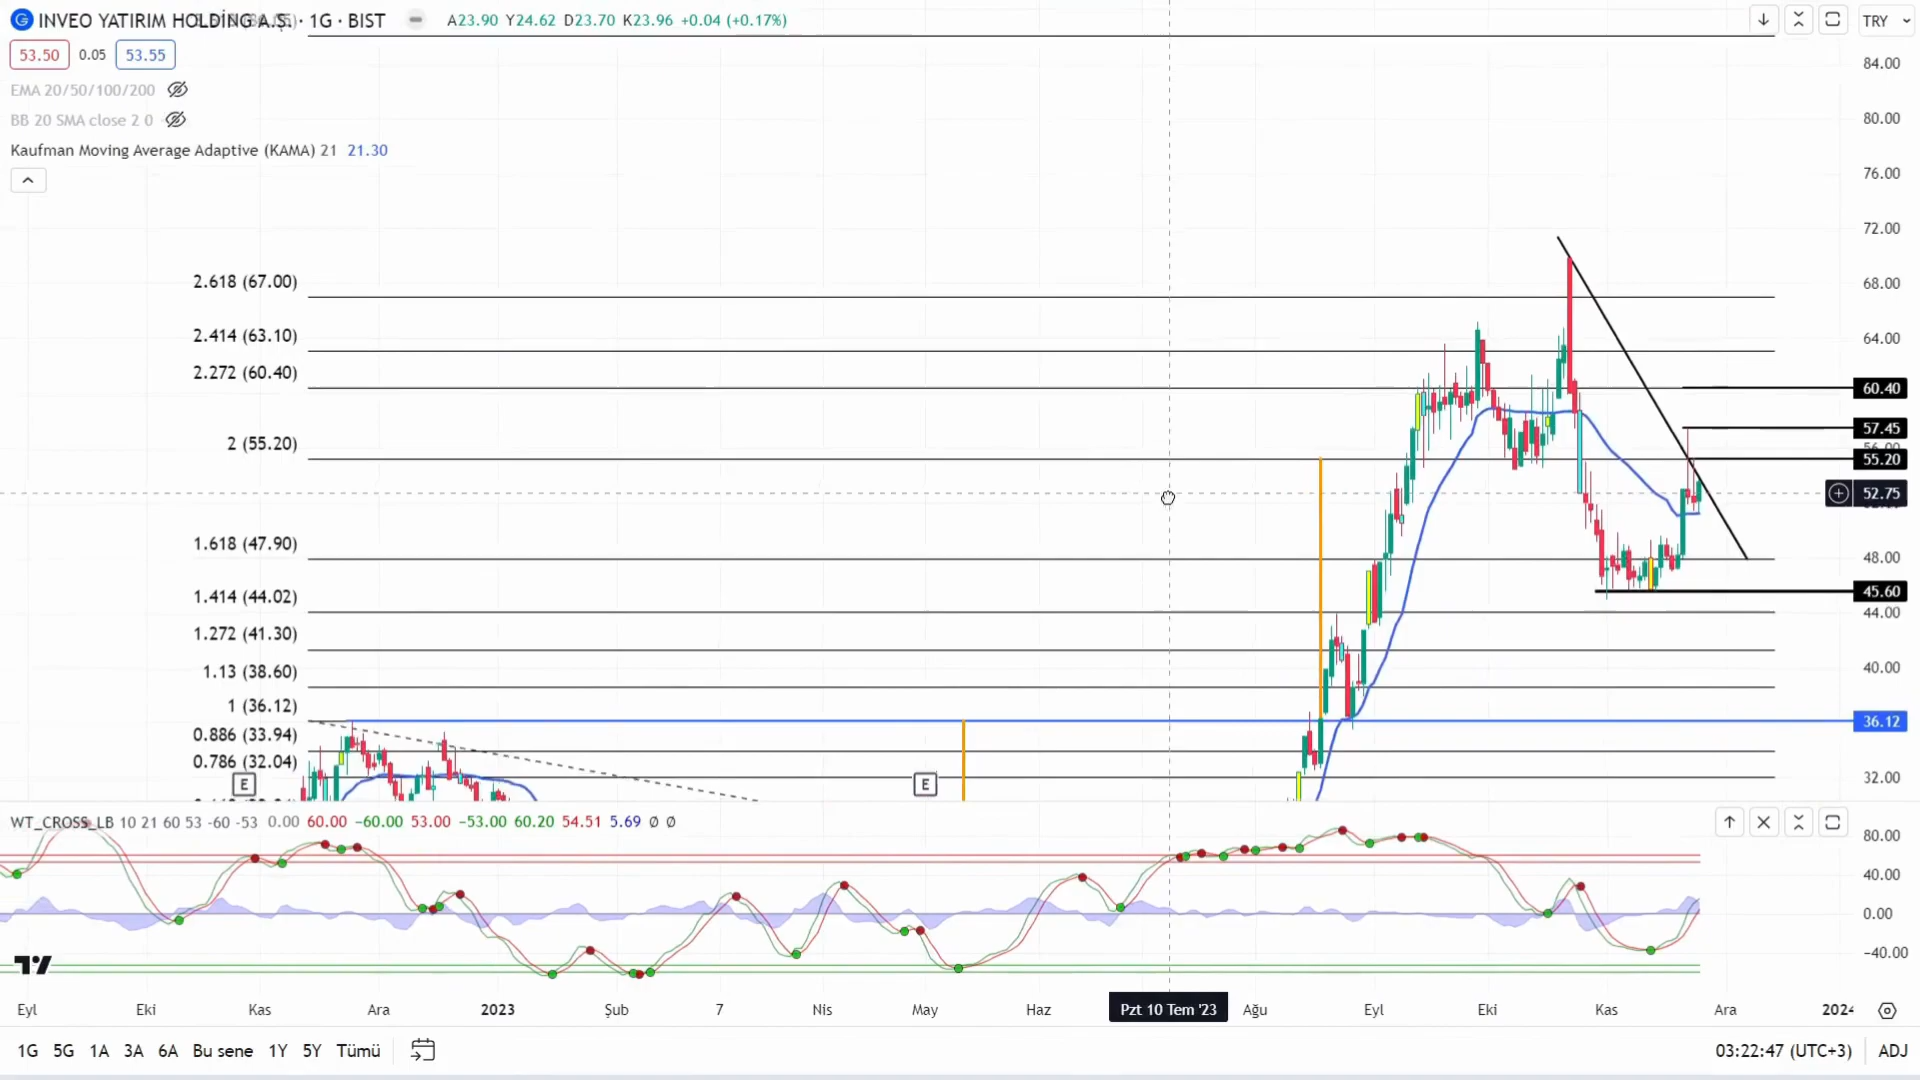 INVEO YATIRIM HOLDİNG A.Ş. · 1G · BIST A23.90 Y24.62 D23.70 K23.96 +0.04 (+0.17%)
TRY
53.50 0.05 53.55
EMA 20/50/100/200
BB 20 SMA close 2 0
Kaufman Moving Average Adaptive (KAMA) 21 21.30
84.00
80.00
76.00
72.00
68.00
64.00
60.40
57.45
56.00
55.20
52.75
48.00
45.60
44.00
40.00
36.12
32.00
2.618 (67.00)
2.414 (63.10)
2.272 (60.40)
2 (55.20)
1.618 (47.90)
1.414 (44.02)
1.272 (41.30)
1.13 (38.60)
1 (36.12)
0.886 (33.94)
0.786 (32.04)
E
E
WT_CROSS_LB 10 21 60 53 -60 -53 0.00 60.00 −60.00 53.00 −53.00 60.20 54.51 5.69 Ø Ø
80.00
40.00
0.00
−40.00
Eyl Eki Kas Ara 2023 Şub 7 Nis May Haz Pzt 10 Tem '23 Ağu Eyl Eki Kas Ara 2024
1G 5G 1A 3A 6A Bu sene 1Y 5Y Tümü 03:22:47 (UTC+3) ADJ